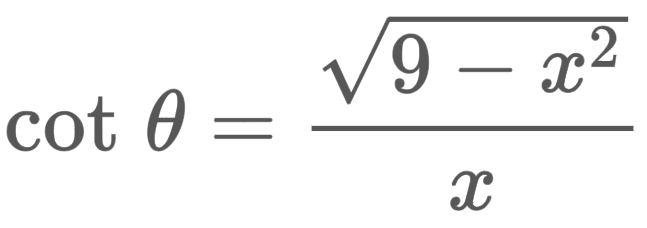 cot θ = √(9 − x²) / x